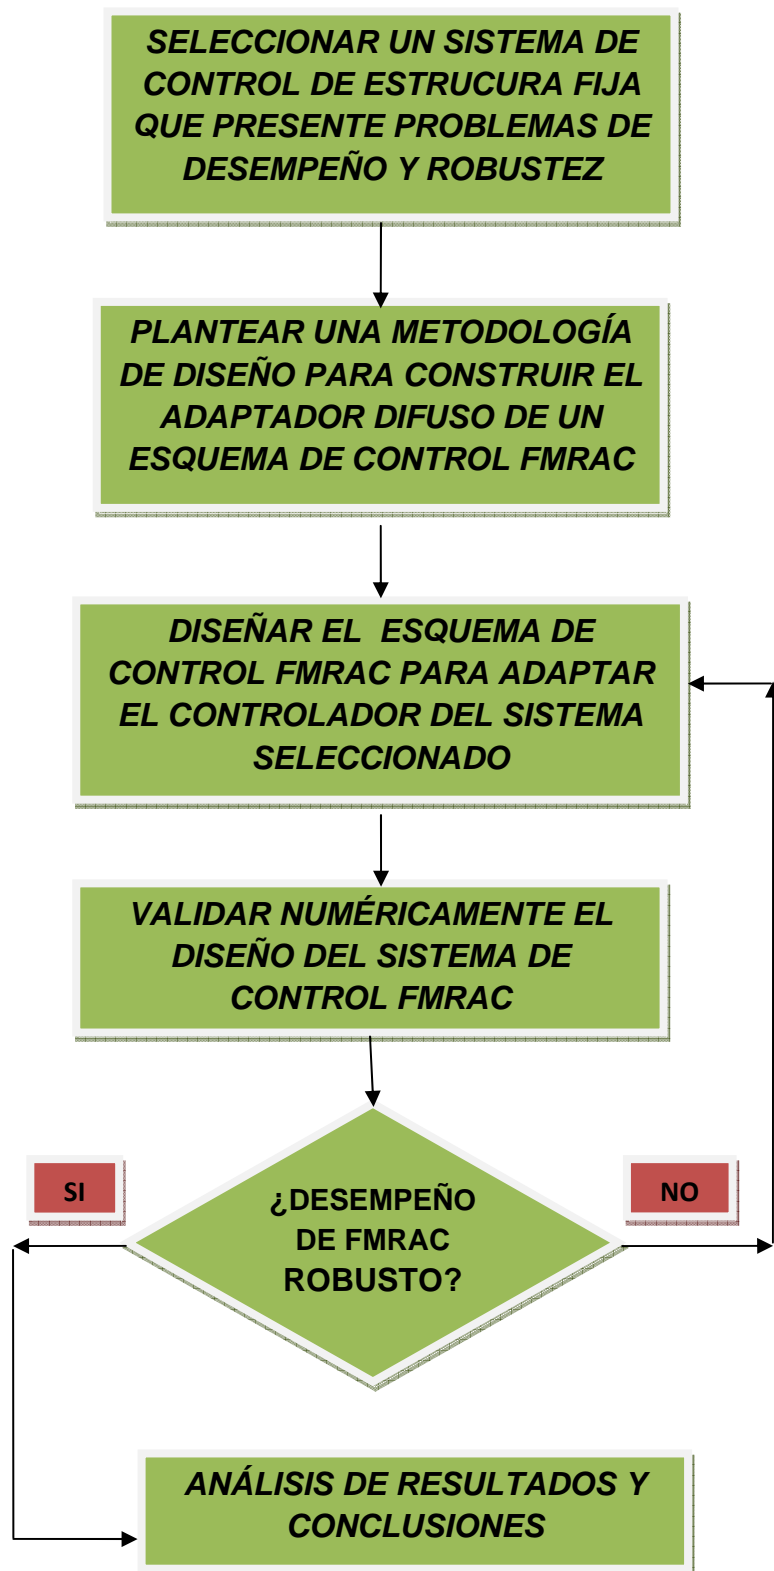 SELECCIONAR UN SISTEMA DE
CONTROL DE ESTRUCURA FIJA
QUE PRESENTE PROBLEMAS DE
DESEMPEÑO Y ROBUSTEZ
PLANTEAR UNA METODOLOGÍA
DE DISEÑO PARA CONSTRUIR EL
ADAPTADOR DIFUSO DE UN
ESQUEMA DE CONTROL FMRAC
DISEÑAR EL ESQUEMA DE
CONTROL FMRAC PARA ADAPTAR
EL CONTROLADOR DEL SISTEMA
SELECCIONADO
VALIDAR NUMÉRICAMENTE EL
DISEÑO DEL SISTEMA DE
CONTROL FMRAC
SI
NO
¿DESEMPEÑO
DE FMRAC
ROBUSTO?
ANÁLISIS DE RESULTADOS Y
CONCLUSIONES